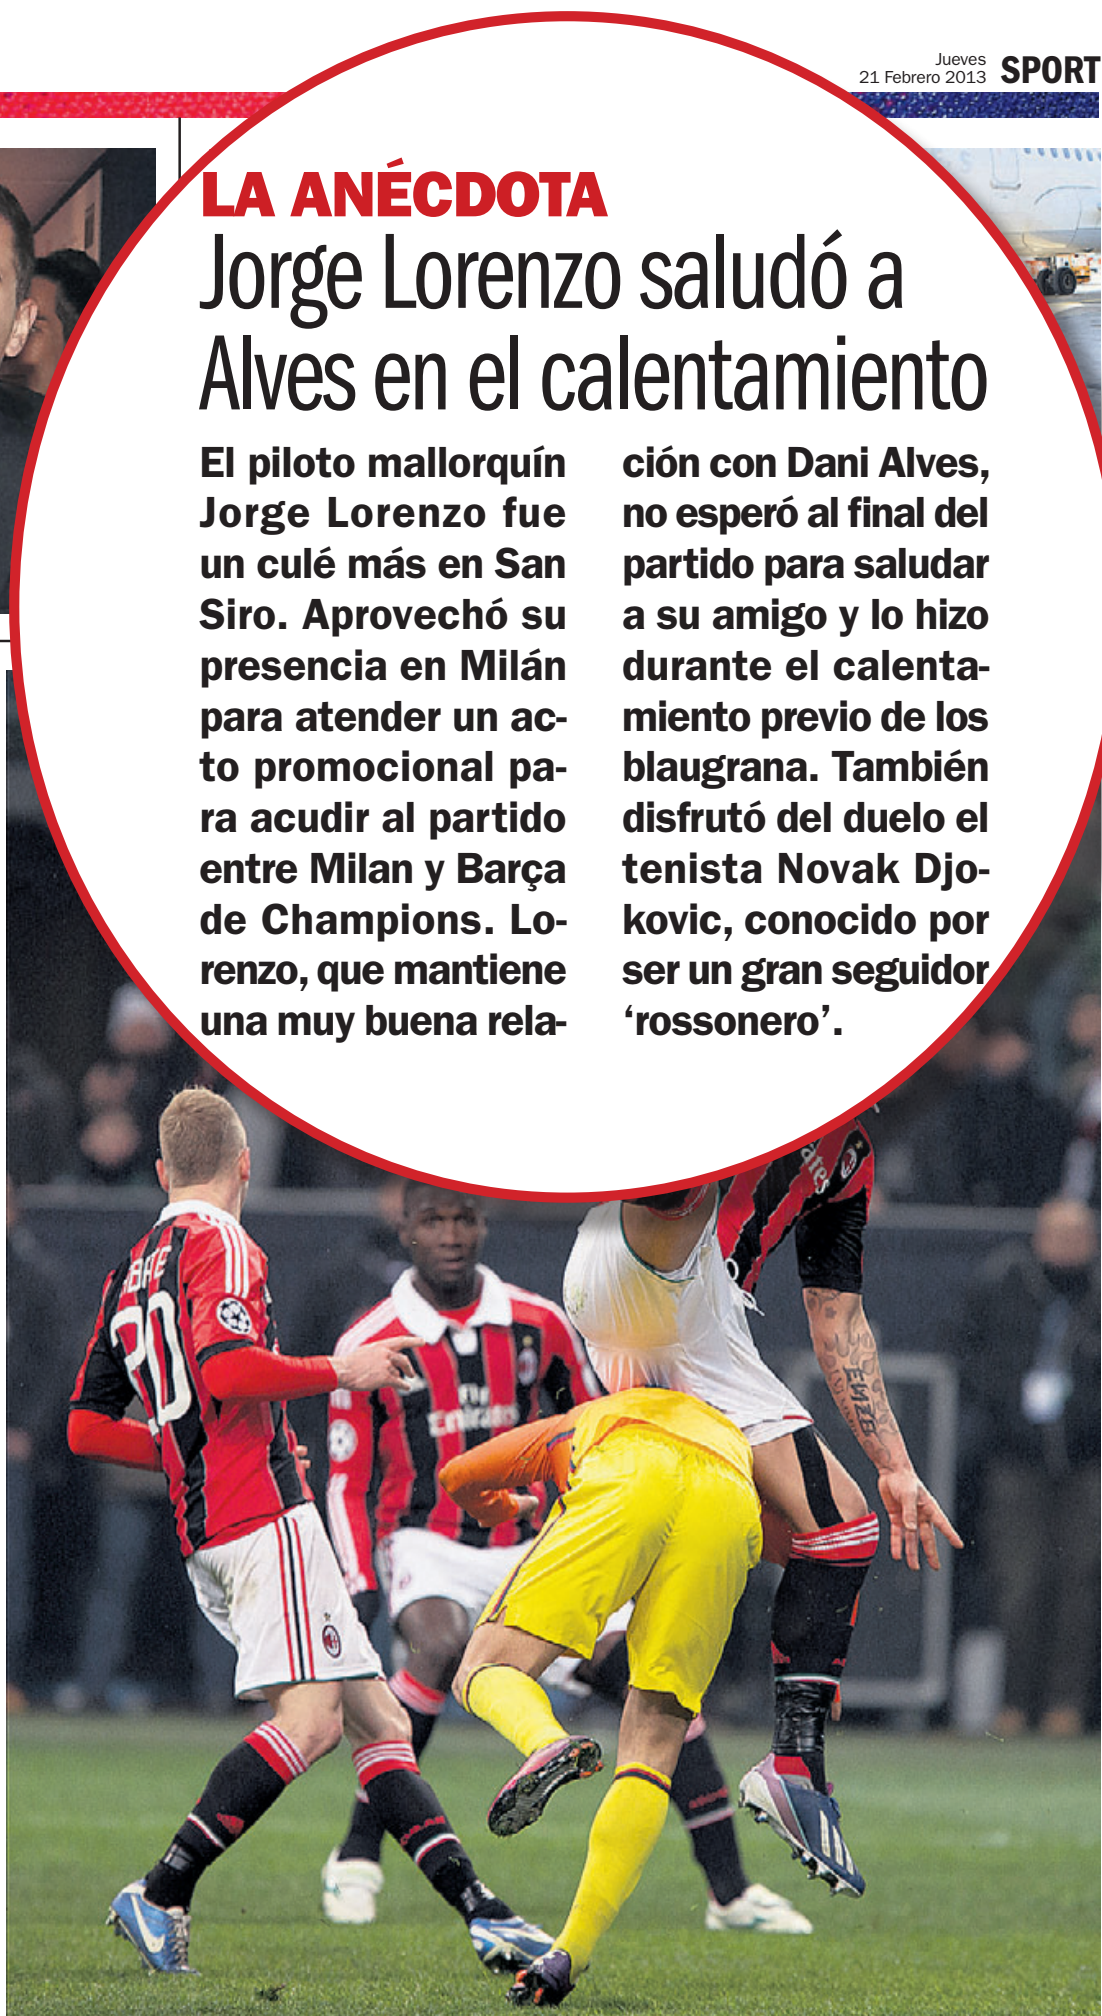 Jueves
21 Febrero 2013 SPORT
LA ANÉCDOTA
Jorge Lorenzo saludó a
Alves en el calentamiento
El piloto mallorquín
Jorge Lorenzo fue
un culé más en San
Siro. Aprovechó su
presencia en Milán
para atender un ac-
to promocional pa-
ra acudir al partido
entre Milan y Barça
de Champions. Lo-
renzo, que mantiene
una muy buena rela-
ción con Dani Alves,
no esperó al final del
partido para saludar
a su amigo y lo hizo
durante el calenta-
miento previo de los
blaugrana. También
disfrutó del duelo el
tenista Novak Djo-
kovic, conocido por
ser un gran seguidor
‘rossonero’.
20
Fly
Emirates
ENZO